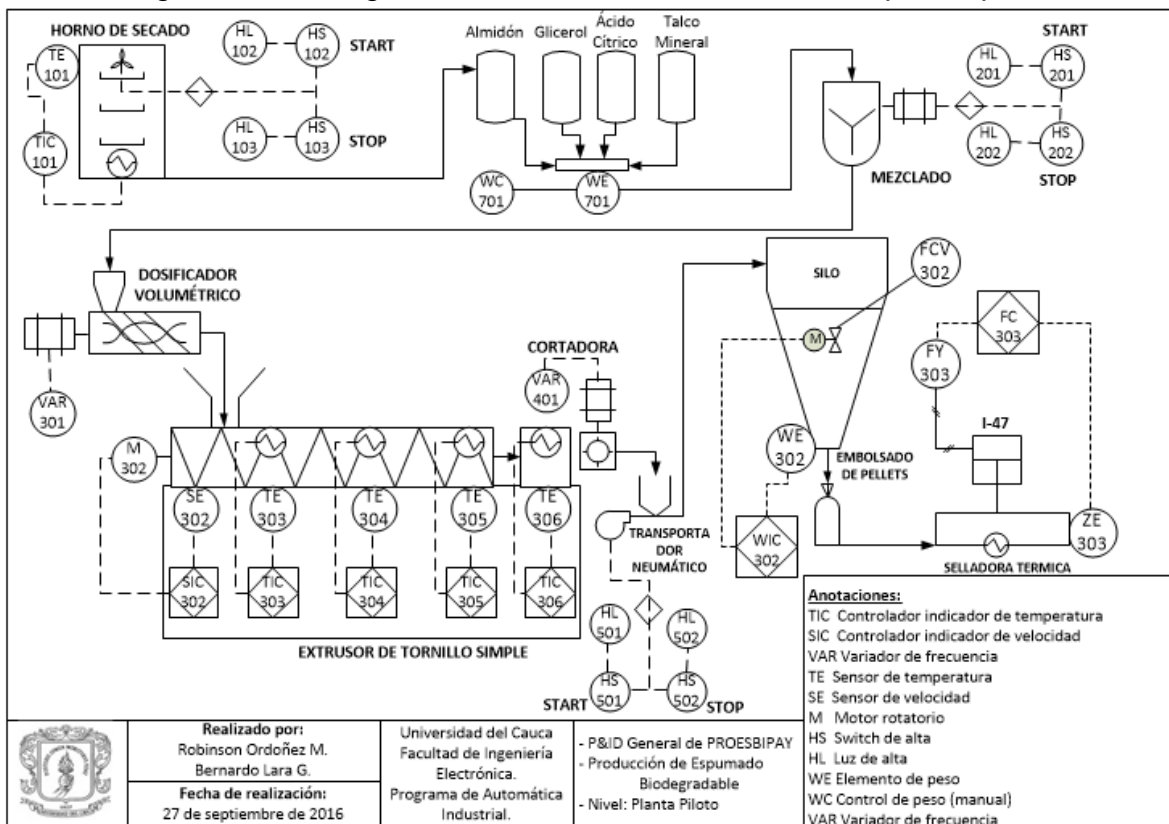 HORNO DE SECADO
TE
101
TIC
101
HL
102
HS
102
START
HL
103
HS
103
STOP
Almidón
Glicerol
Ácido
Cítrico
Talco
Mineral
WC
701
WE
701
MEZCLADO
START
HL
201
HS
201
HL
202
HS
202
STOP
DOSIFICADOR
VOLUMÉTRICO
VAR
301
CORTADORA
VAR
401
M
302
SE
302
TE
303
TE
304
TE
305
TE
306
SIC
302
TIC
303
TIC
304
TIC
305
TIC
306
EXTRUSOR DE TORNILLO SIMPLE
TRANSPORTA
DOR
NEUMÁTICO
HL
501
HL
502
START
HS
501
HS
502
STOP
SILO
M
FCV
302
WE
302
WIC
302
EMBOLSADO
DE PELLETS
FC
303
FY
303
I-47
ZE
303
SELLADORA TERMICA
Anotaciones:
TIC Controlador indicador de temperatura
SIC Controlador indicador de velocidad
VAR Variador de frecuencia
TE Sensor de temperatura
SE Sensor de velocidad
M Motor rotatorio
HS Switch de alta
HL Luz de alta
WE Elemento de peso
WC Control de peso (manual)
VAR Variador de frecuencia
Realizado por:
Robinson Ordoñez M.
Bernardo Lara G.
Fecha de realización:
27 de septiembre de 2016
Universidad del Cauca
Facultad de Ingeniería
Electrónica.
Programa de Automática
Industrial.
- P&ID General de PROESBIPAY
- Producción de Espumado
Biodegradable
- Nivel: Planta Piloto